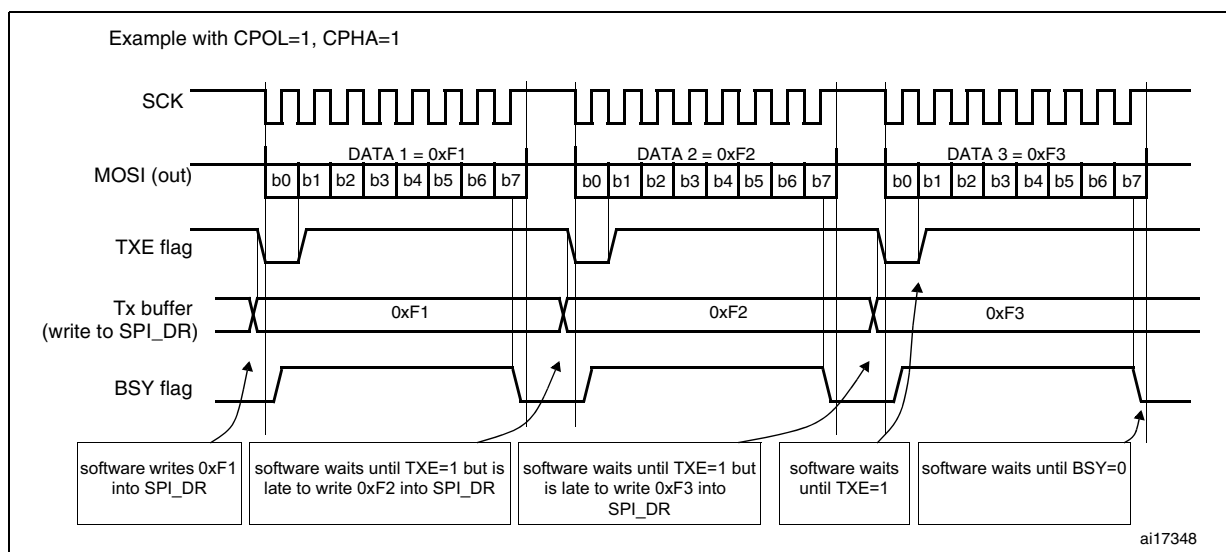 Example with CPOL=1, CPHA=1
SCK
DATA 1 = 0xF1
DATA 2 = 0xF2
DATA 3 = 0xF3
MOSI (out)
b0 b1 b2 b3 b4 b5 b6 b7
b0 b1 b2 b3 b4 b5 b6 b7
b0 b1 b2 b3 b4 b5 b6 b7
TXE flag
Tx buffer
(write to SPI_DR)
0xF1
0xF2
0xF3
BSY flag
software writes 0xF1
into SPI_DR
software waits until TXE=1 but is
late to write 0xF2 into SPI_DR
software waits until TXE=1 but
is late to write 0xF3 into
SPI_DR
software waits
until TXE=1
software waits until BSY=0
ai17348